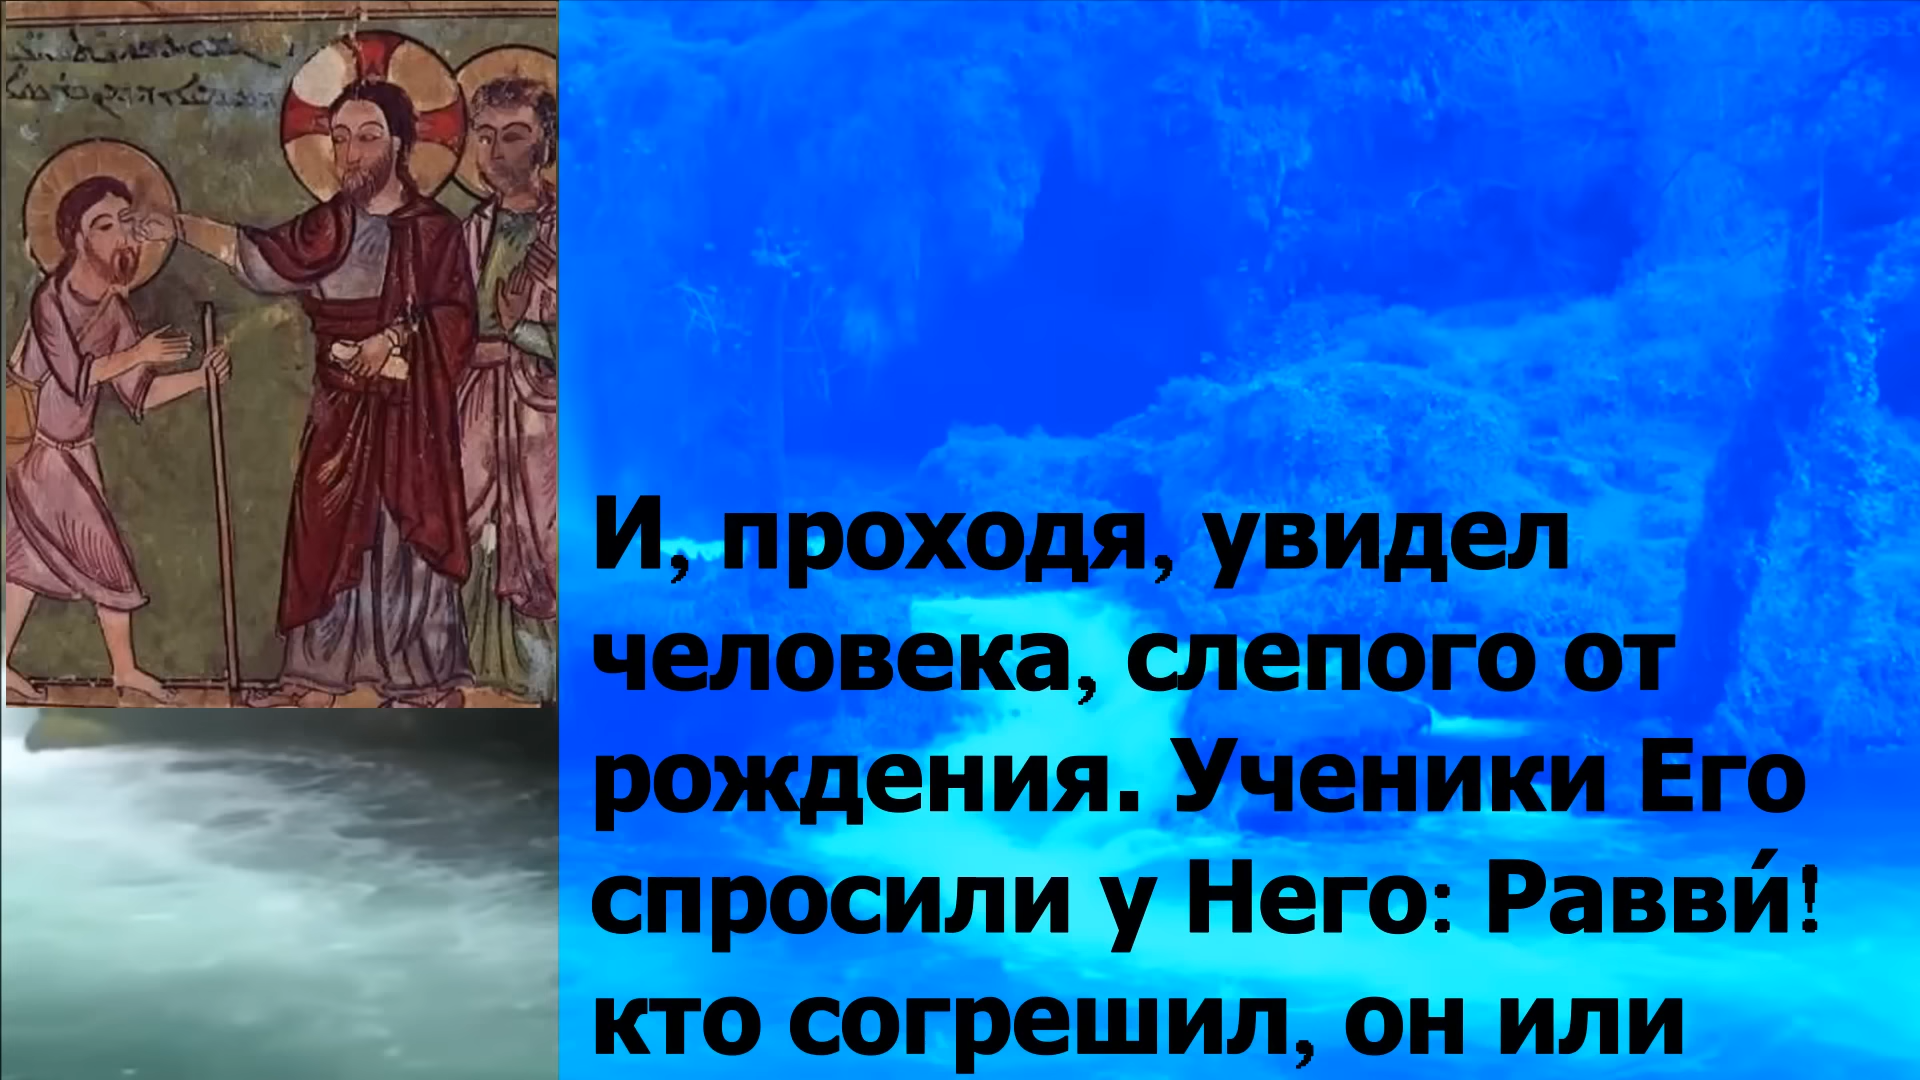 И, проходя, увидел
человека, слепого от
рождения. Ученики Его
спросили у Него: Равви́!
кто согрешил, он или